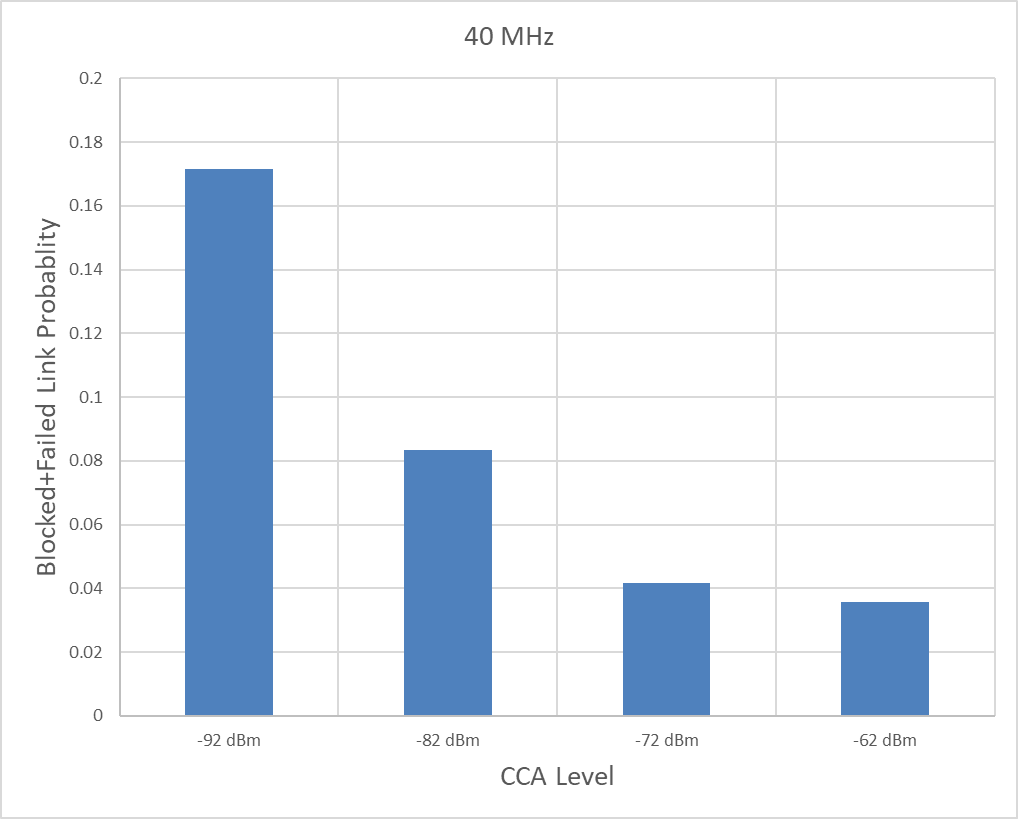 40 MHz
0.2
0.18
0.16
0.14
0.12
0.1
0.08
0.06
0.04
0.02
0
Blocked+Failed Link Probablity
-92 dBm
-82 dBm
-72 dBm
-62 dBm
CCA Level